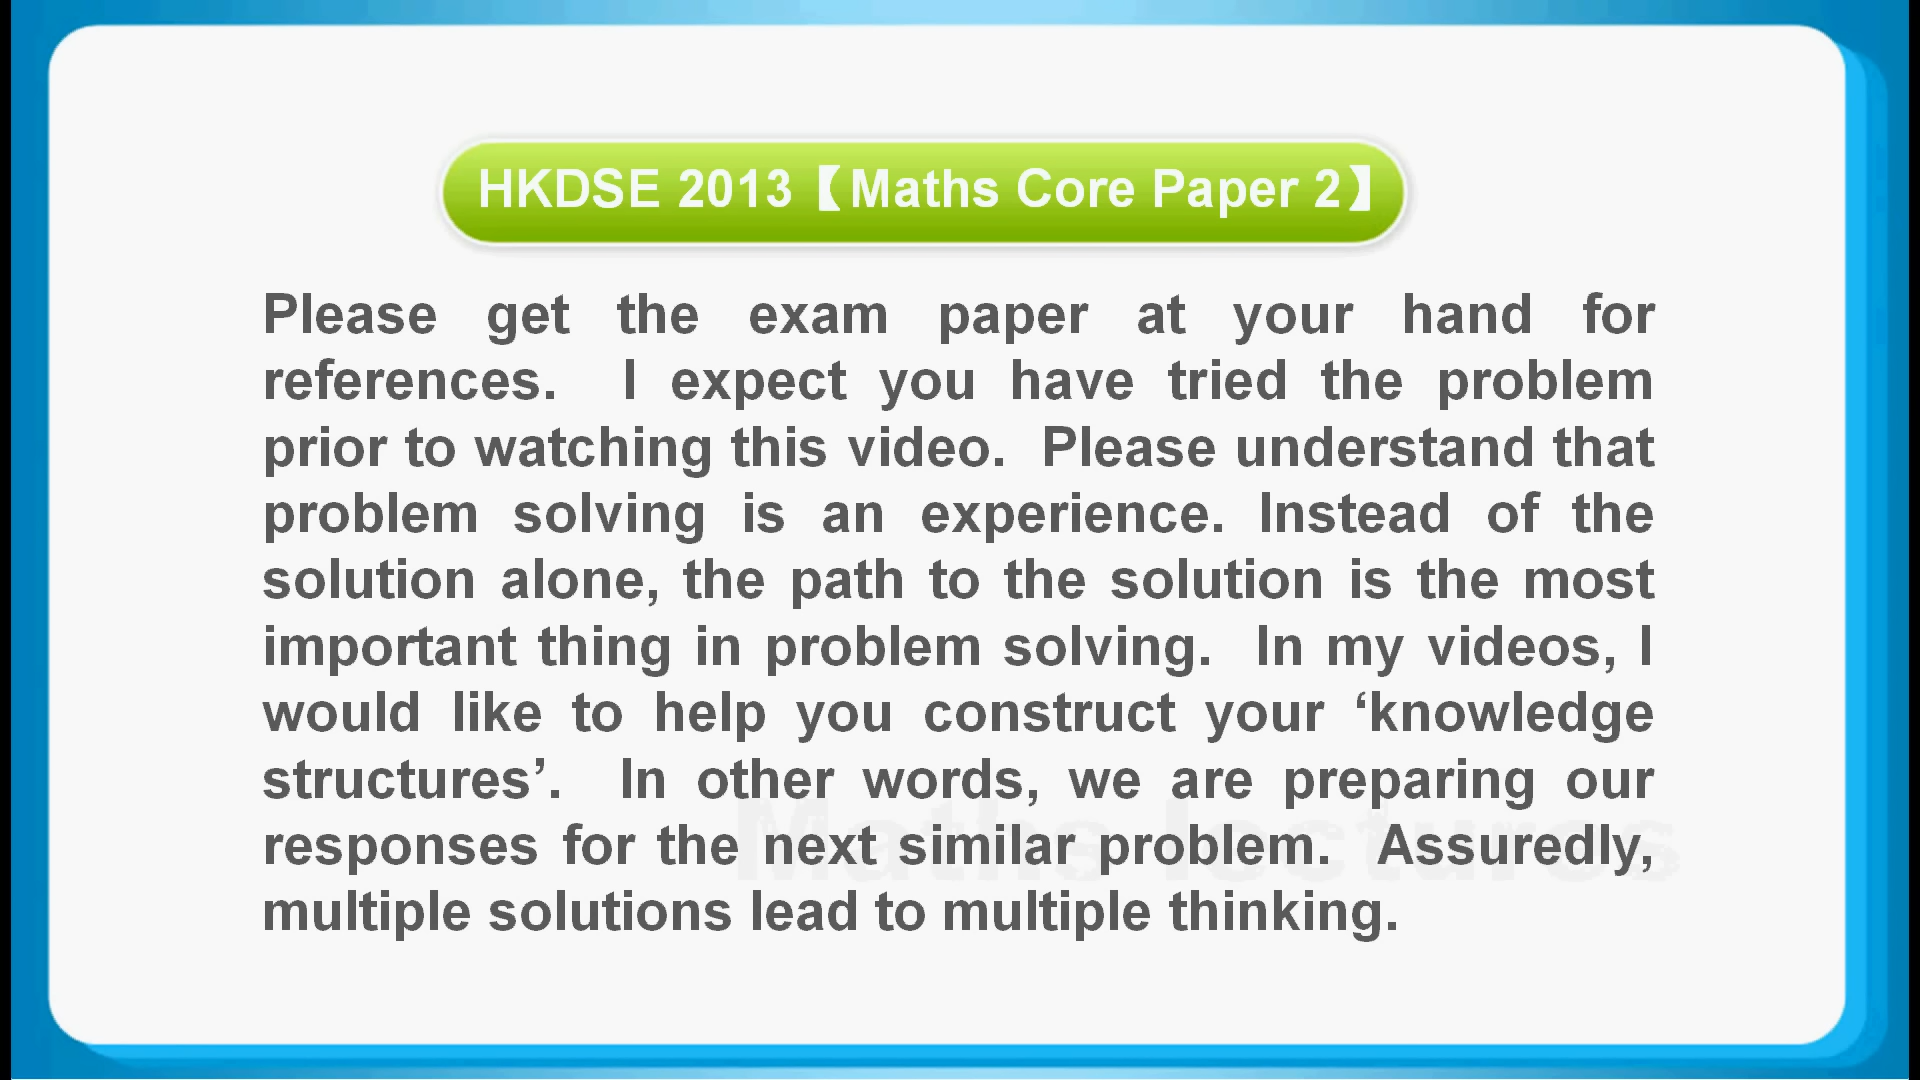 HKDSE 2013【Maths Core Paper 2】
Please get the exam paper at your hand for
references. I expect you have tried the problem
prior to watching this video. Please understand that
problem solving is an experience. Instead of the
solution alone, the path to the solution is the most
important thing in problem solving. In my videos, I
would like to help you construct your ‘knowledge
structures’. In other words, we are preparing our
responses for the next similar problem. Assuredly,
multiple solutions lead to multiple thinking.
Maths lectures